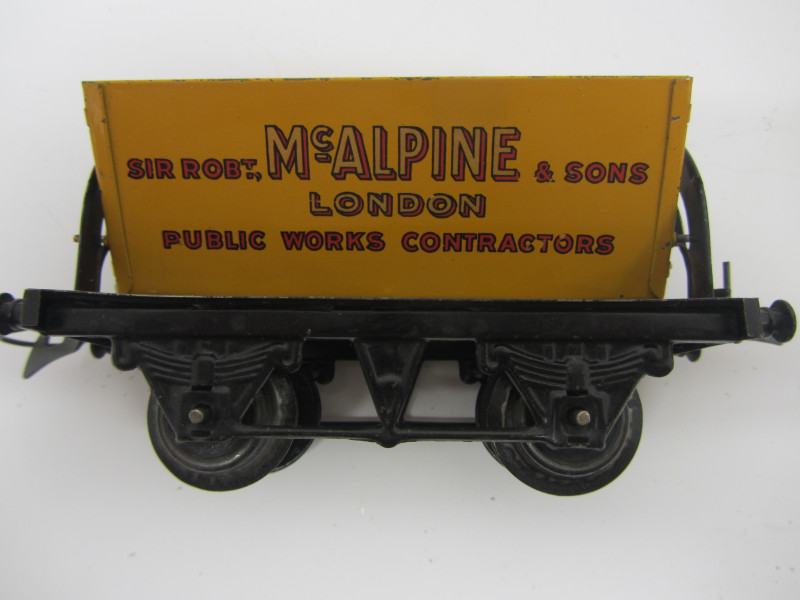 SIR ROBT, McALPINE & SONS
LONDON
PUBLIC WORKS CONTRACTORS